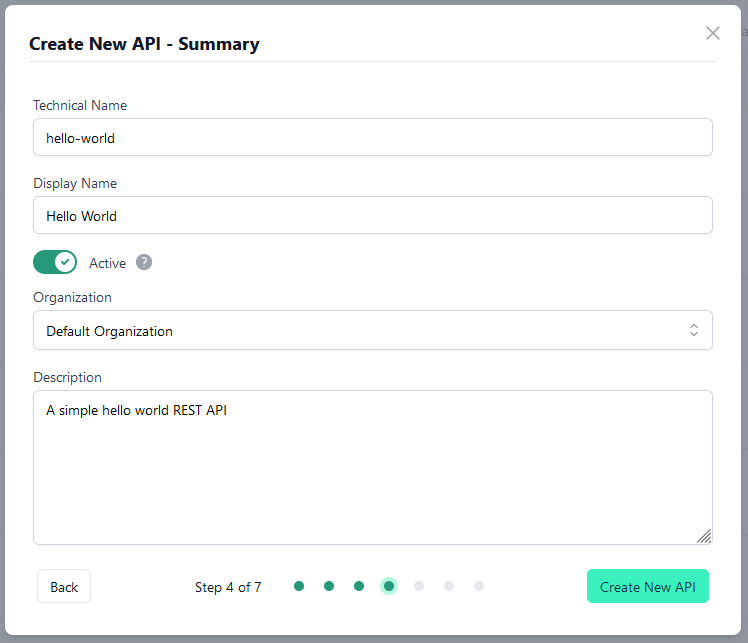 Create New API - Summary
Technical Name
hello-world
Display Name
Hello World
Active ?
Organization
Default Organization
Description
A simple hello world REST API
Back
Step 4 of 7
Create New API